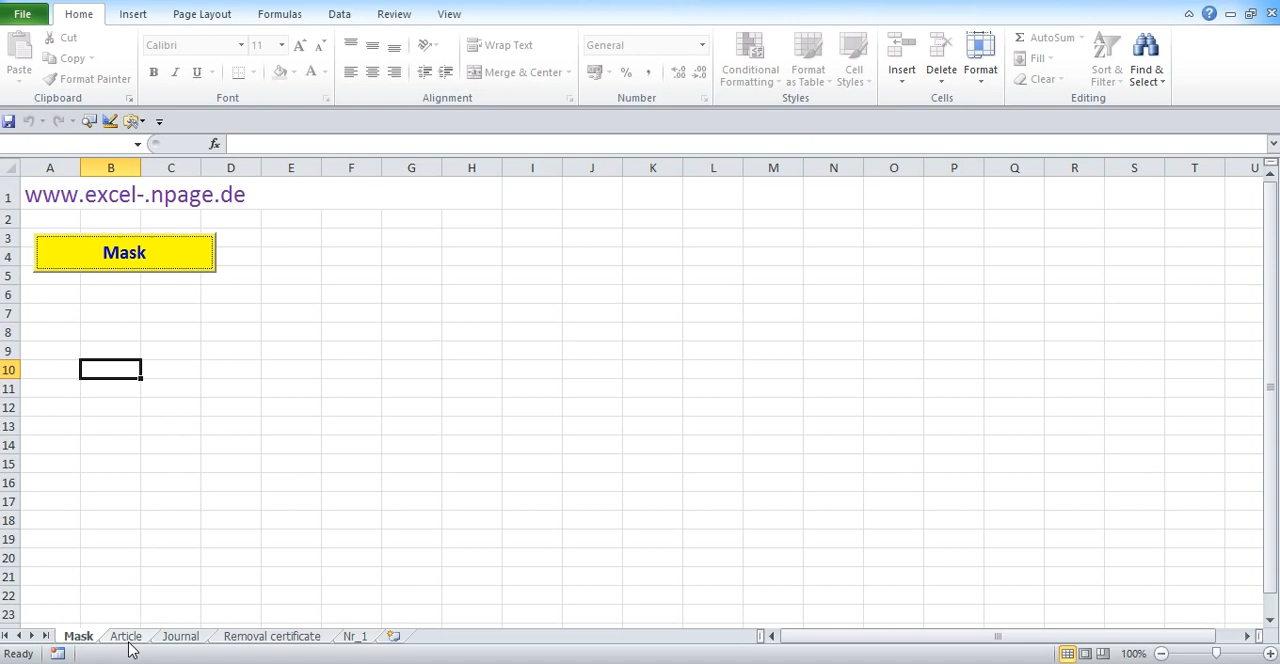 File Home Insert Page Layout Formulas Data Review View
Cut
Copy
Format Painter
Paste
Clipboard
Calibri 11
B I U
A A
Font
Wrap Text
Merge & Center
Alignment
General
% ,
Number
Conditional Formatting
Format as Table
Cell Styles
Styles
Insert Delete Format
Cells
Σ AutoSum
Fill
Clear
Sort & Filter
Find & Select
Editing
fx
A B C D E F G H I J K L M N O P Q R S T U
1 www.excel-.npage.de
2
3
Mask
4
5
6
7
8
9
10
11
12
13
14
15
16
17
18
19
20
21
22
23
Mask Article Journal Removal certificate Nr_1
Ready 100%